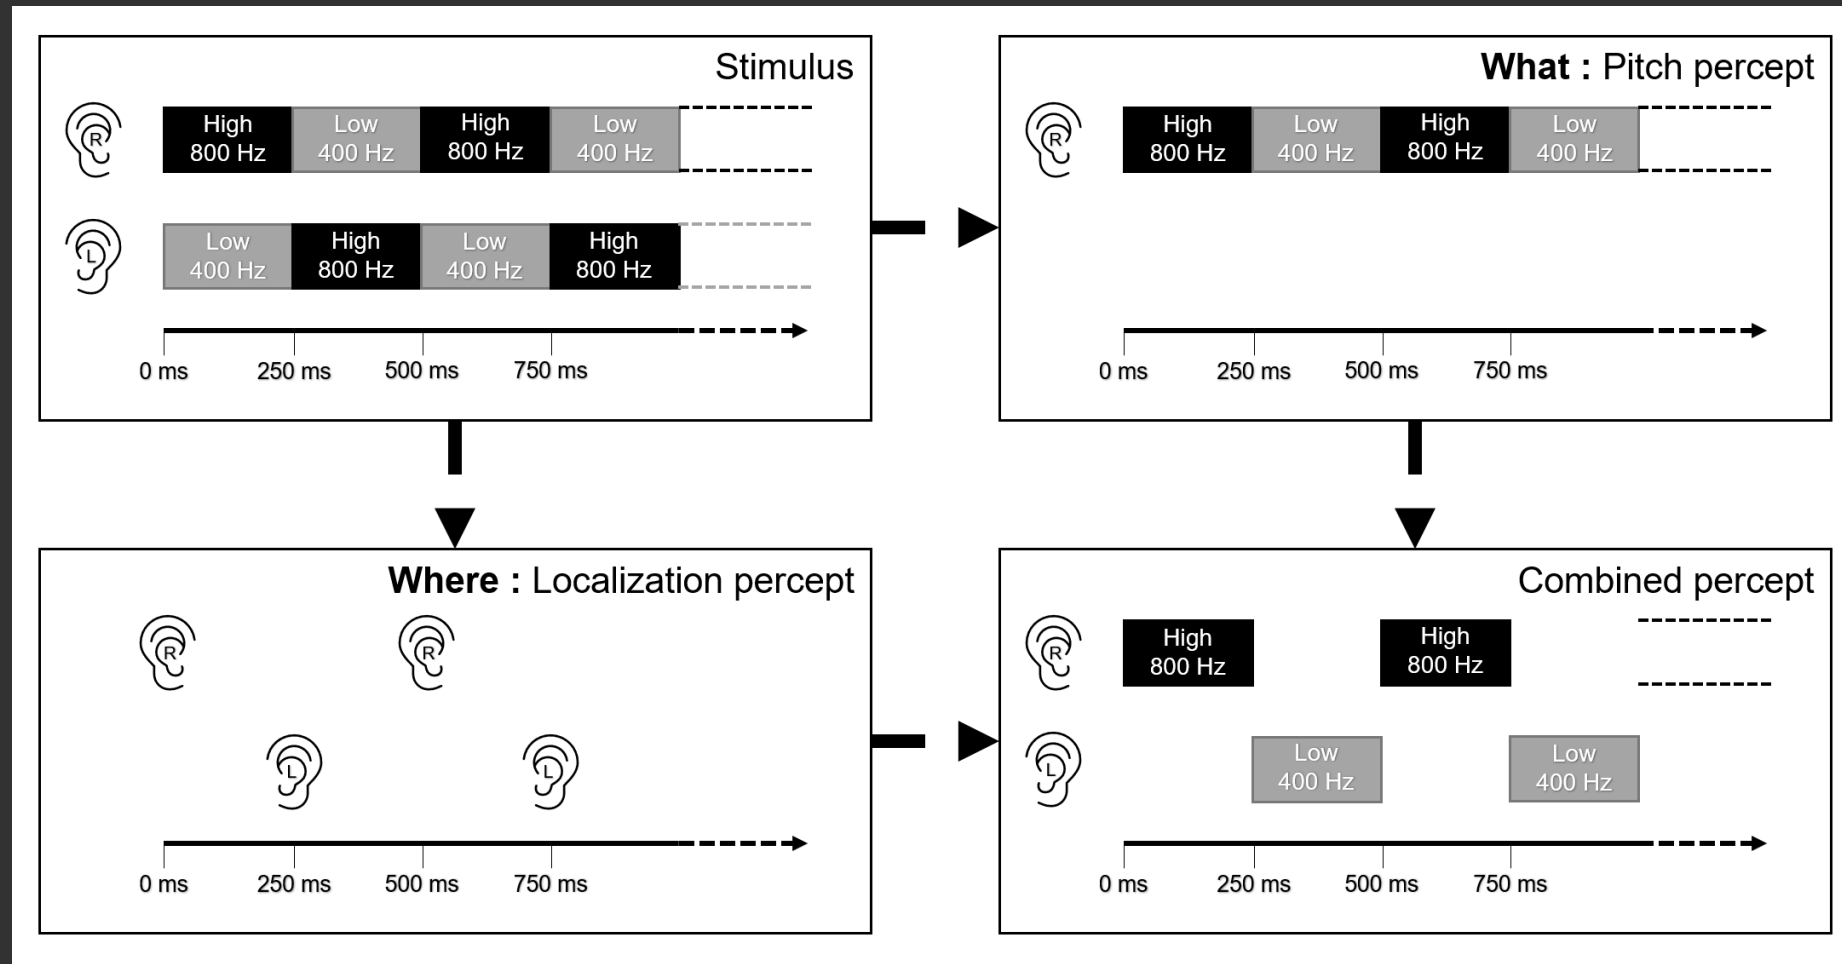 Stimulus
R
High 800 Hz
Low 400 Hz
High 800 Hz
Low 400 Hz
L
Low 400 Hz
High 800 Hz
Low 400 Hz
High 800 Hz
0 ms 250 ms 500 ms 750 ms
What : Pitch percept
R
High 800 Hz
Low 400 Hz
High 800 Hz
Low 400 Hz
0 ms 250 ms 500 ms 750 ms
Where : Localization percept
R R
L L
0 ms 250 ms 500 ms 750 ms
Combined percept
R
High 800 Hz
High 800 Hz
L
Low 400 Hz
Low 400 Hz
0 ms 250 ms 500 ms 750 ms